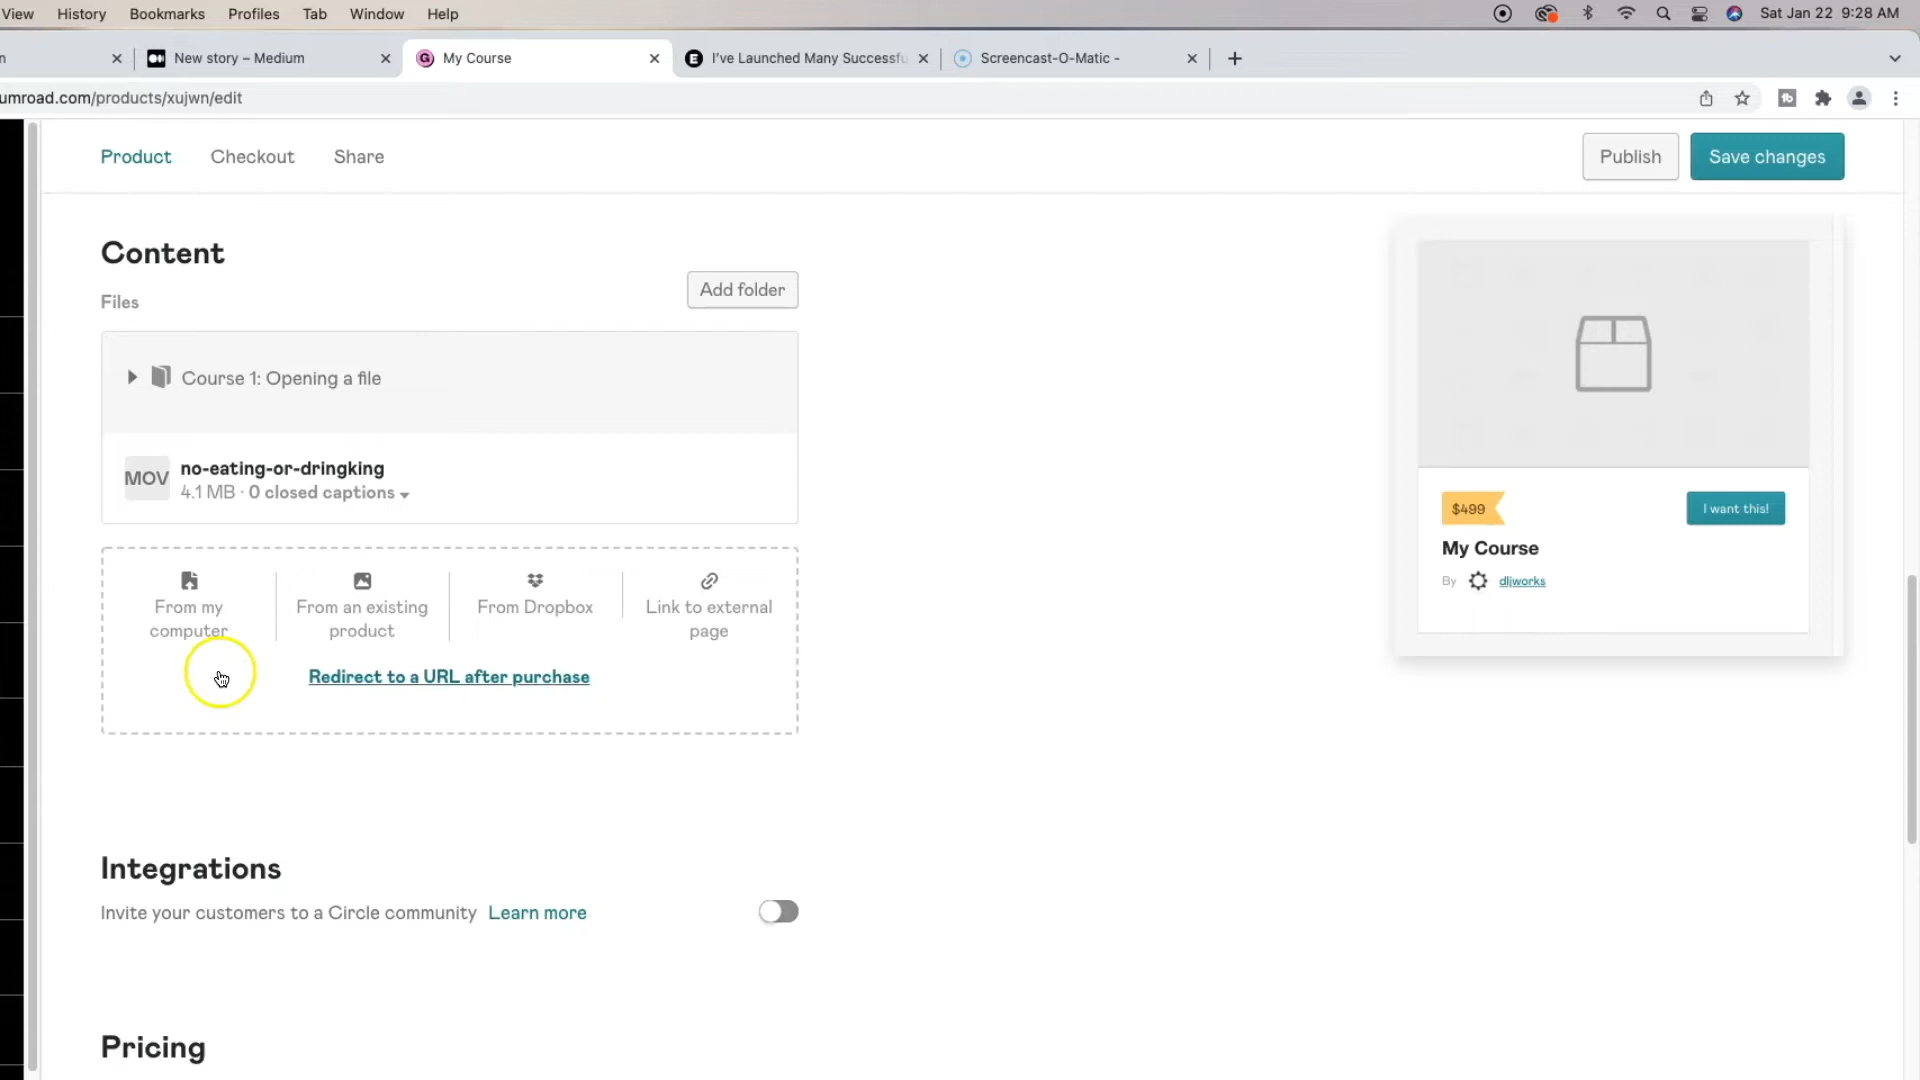 View History Bookmarks Profiles Tab Window Help Sat Jan 22 9:28 AM
n New story – Medium My Course I've Launched Many Successfu Screencast-O-Matic -
umroad.com/products/xujwn/edit
Product Checkout Share Publish Save changes
Content
Files
Add folder
Course 1: Opening a file
MOV
no-eating-or-dringking
4.1 MB · 0 closed captions
From my
computer
From an existing
product
From Dropbox
Link to external
page
Redirect to a URL after purchase
$499
I want this!
My Course
By dljworks
Integrations
Invite your customers to a Circle community Learn more
Pricing